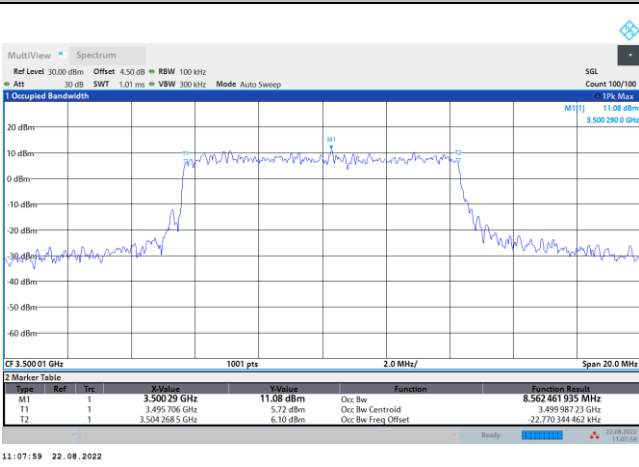 MultiView Spectrum
Ref Level 30.00 dBm Offset 4.50 dB RBW 100 kHz SGL
Att 30 dB SWT 1.01 ms VBW 300 kHz Mode Auto Sweep Count 100/100
1 Occupied Bandwidth 1Pk Max
M1[1] 11.08 dBm
3.500 290 0 GHz
20 dBm
M1
10 dBm
T1
T2
0 dBm
-10 dBm
-20 dBm
-30 dBm
-50 dBm
-60 dBm
CF 3.500 01 GHz 1001 pts 2.0 MHz/ Span 20.0 MHz
2 Marker Table
Type Ref Trc X-Value Y-Value Function Function Result
M1 1 3.500 29 GHz 11.08 dBm Occ Bw 8.562 461 935 MHz
T1 1 3.495 706 GHz 5.72 dBm Occ Bw Centroid 3.499 987 23 GHz
T2 1 3.504 268 5 GHz 6.10 dBm Occ Bw Freq Offset -22.770 344 462 kHz
Ready 22.08.2022
11:07:59
11:07:59 22.08.2022